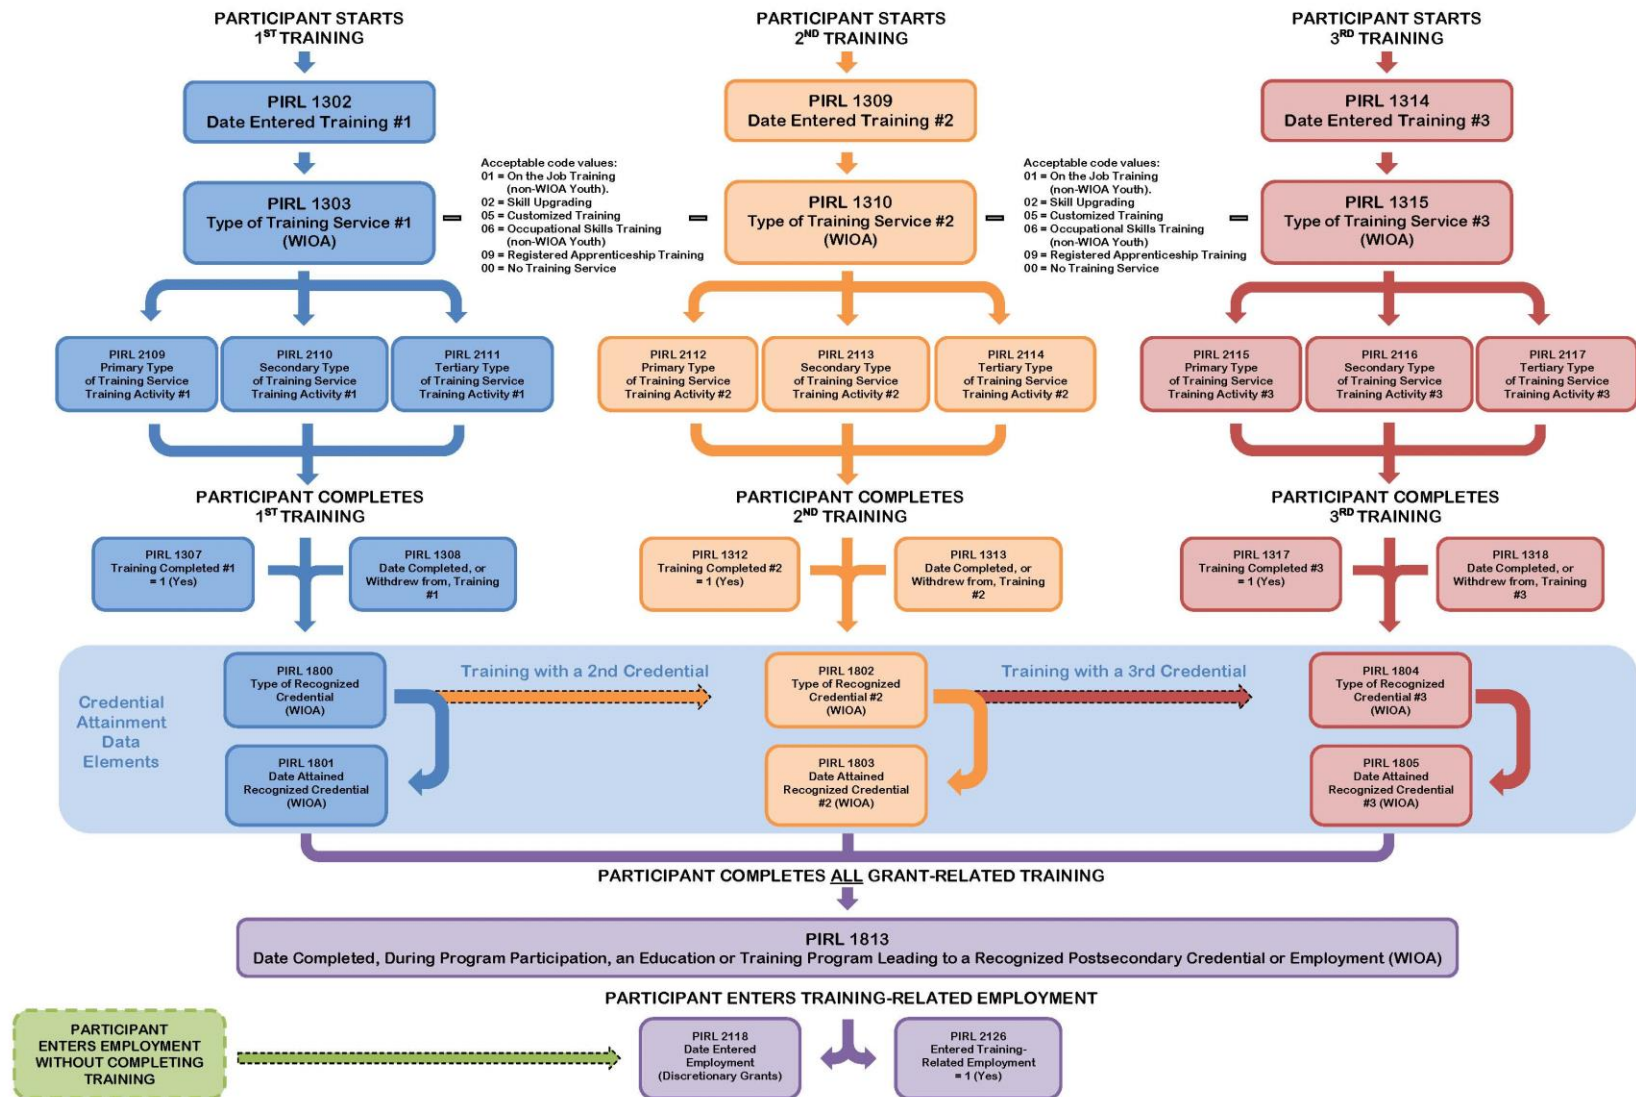 PARTICIPANT STARTS
1ST TRAINING
PARTICIPANT STARTS
2ND TRAINING
PARTICIPANT STARTS
3RD TRAINING
PIRL 1302
Date Entered Training #1
PIRL 1309
Date Entered Training #2
PIRL 1314
Date Entered Training #3
PIRL 1303
Type of Training Service #1
(WIOA)
Acceptable code values:
01 = On the Job Training
(non-WIOA Youth).
02 = Skill Upgrading
05 = Customized Training
06 = Occupational Skills Training
(non-WIOA Youth)
09 = Registered Apprenticeship Training
00 = No Training Service
PIRL 1310
Type of Training Service #2
(WIOA)
Acceptable code values:
01 = On the Job Training
(non-WIOA Youth).
02 = Skill Upgrading
05 = Customized Training
06 = Occupational Skills Training
(non-WIOA Youth)
09 = Registered Apprenticeship Training
00 = No Training Service
PIRL 1315
Type of Training Service #3
(WIOA)
PIRL 2109
Primary Type
of Training Service
Training Activity #1
PIRL 2110
Secondary Type
of Training Service
Training Activity #1
PIRL 2111
Tertiary Type
of Training Service
Training Activity #1
PIRL 2112
Primary Type
of Training Service
Training Activity #2
PIRL 2113
Secondary Type
of Training Service
Training Activity #2
PIRL 2114
Tertiary Type
of Training Service
Training Activity #2
PIRL 2115
Primary Type
of Training Service
Training Activity #3
PIRL 2116
Secondary Type
of Training Service
Training Activity #3
PIRL 2117
Tertiary Type
of Training Service
Training Activity #3
PARTICIPANT COMPLETES
1ST TRAINING
PARTICIPANT COMPLETES
2ND TRAINING
PARTICIPANT COMPLETES
3RD TRAINING
PIRL 1307
Training Completed #1
= 1 (Yes)
PIRL 1308
Date Completed, or
Withdrew from, Training
#1
PIRL 1312
Training Completed #2
= 1 (Yes)
PIRL 1313
Date Completed, or
Withdrew from, Training
#2
PIRL 1317
Training Completed #3
= 1 (Yes)
PIRL 1318
Date Completed, or
Withdrew from, Training
#3
Credential
Attainment
Data
Elements
PIRL 1800
Type of Recognized
Credential
(WIOA)
Training with a 2nd Credential
PIRL 1802
Type of Recognized
Credential #2
(WIOA)
Training with a 3rd Credential
PIRL 1804
Type of Recognized
Credential #3
(WIOA)
PIRL 1801
Date Attained
Recognized Credential
(WIOA)
PIRL 1803
Date Attained
Recognized Credential
#2 (WIOA)
PIRL 1805
Date Attained
Recognized Credential
#3 (WIOA)
PARTICIPANT COMPLETES ALL GRANT-RELATED TRAINING
PIRL 1813
Date Completed, During Program Participation, an Education or Training Program Leading to a Recognized Postsecondary Credential or Employment (WIOA)
PARTICIPANT ENTERS TRAINING-RELATED EMPLOYMENT
PARTICIPANT
ENTERS EMPLOYMENT
WITHOUT COMPLETING
TRAINING
PIRL 2118
Date Entered
Employment
(Discretionary Grants)
PIRL 2126
Entered Training-
Related Employment
= 1 (Yes)